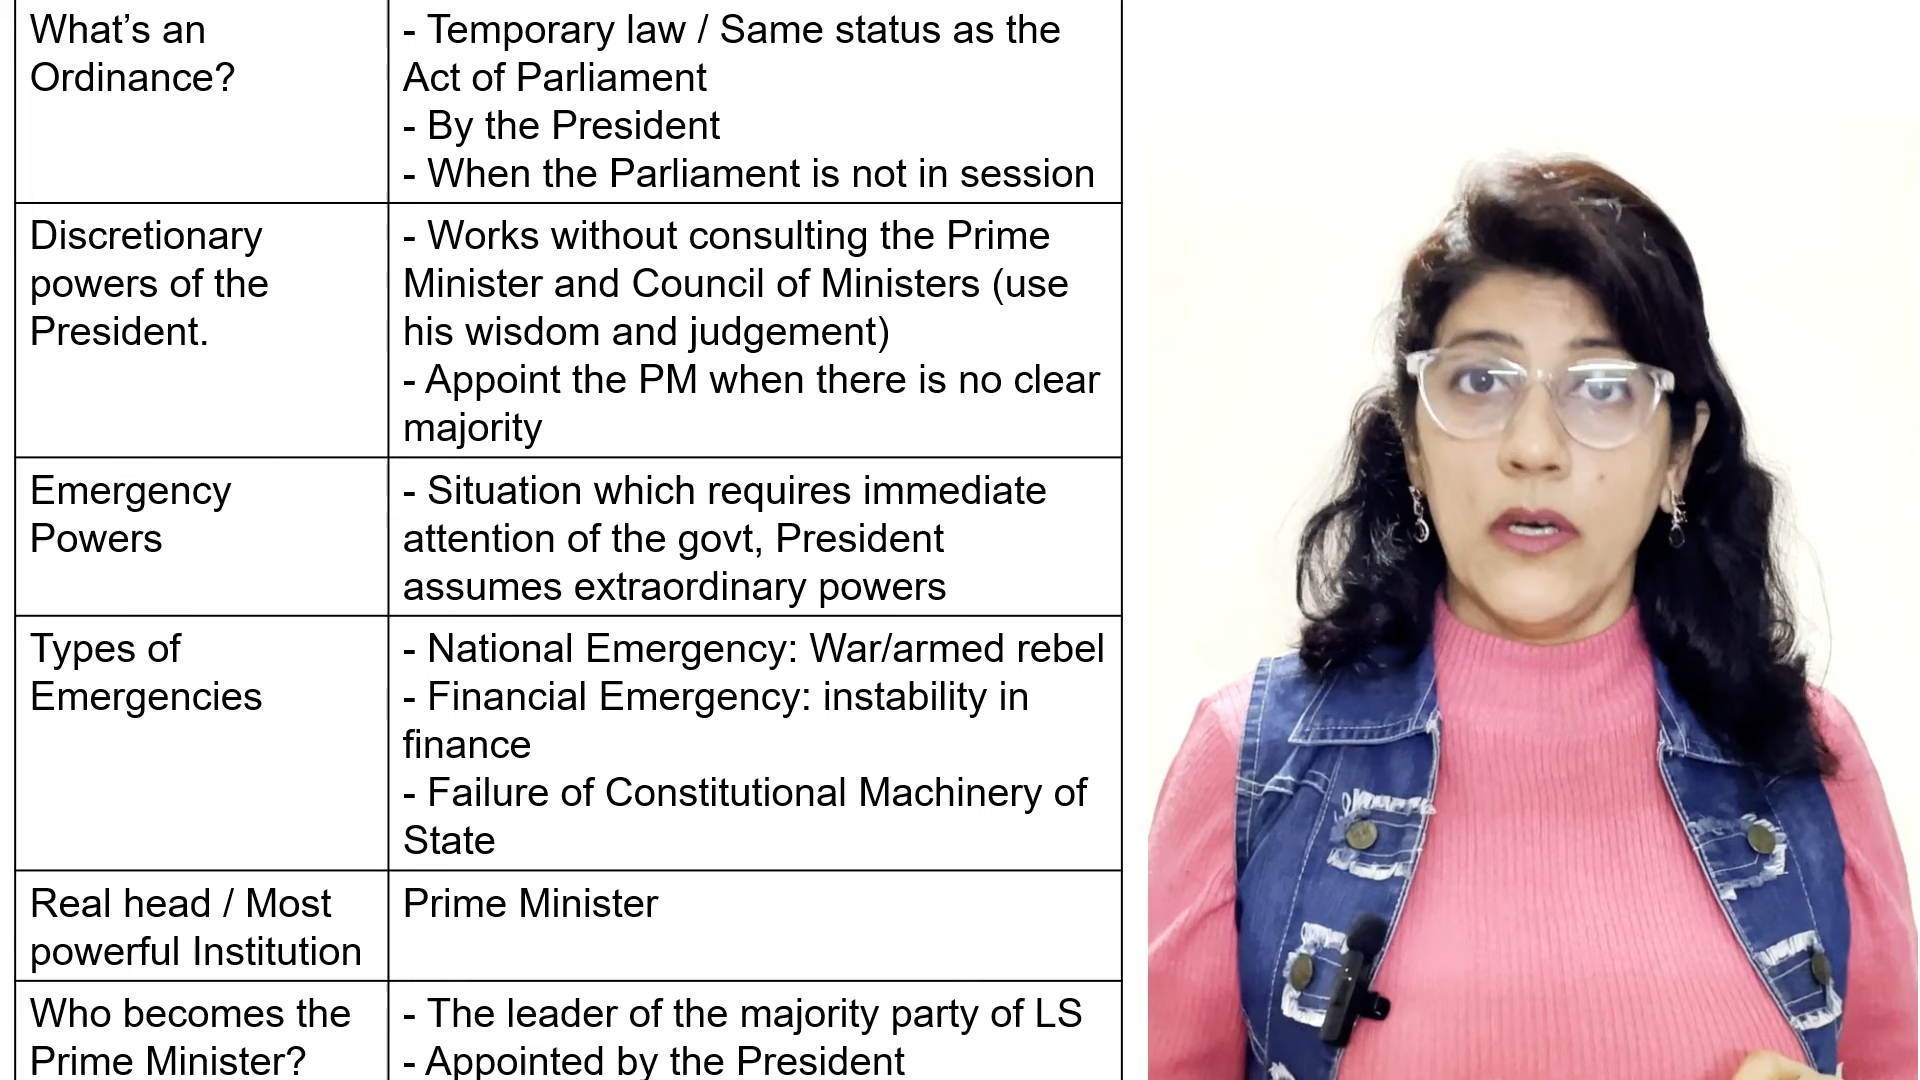 What’s an
Ordinance?
- Temporary law / Same status as the
Act of Parliament
- By the President
- When the Parliament is not in session
Discretionary
powers of the
President.
- Works without consulting the Prime
Minister and Council of Ministers (use
his wisdom and judgement)
- Appoint the PM when there is no clear
majority
Emergency
Powers
- Situation which requires immediate
attention of the govt, President
assumes extraordinary powers
Types of
Emergencies
- National Emergency: War/armed rebel
- Financial Emergency: instability in
finance
- Failure of Constitutional Machinery of
State
Real head / Most
powerful Institution
Prime Minister
Who becomes the
Prime Minister?
- The leader of the majority party of LS
- Appointed by the President